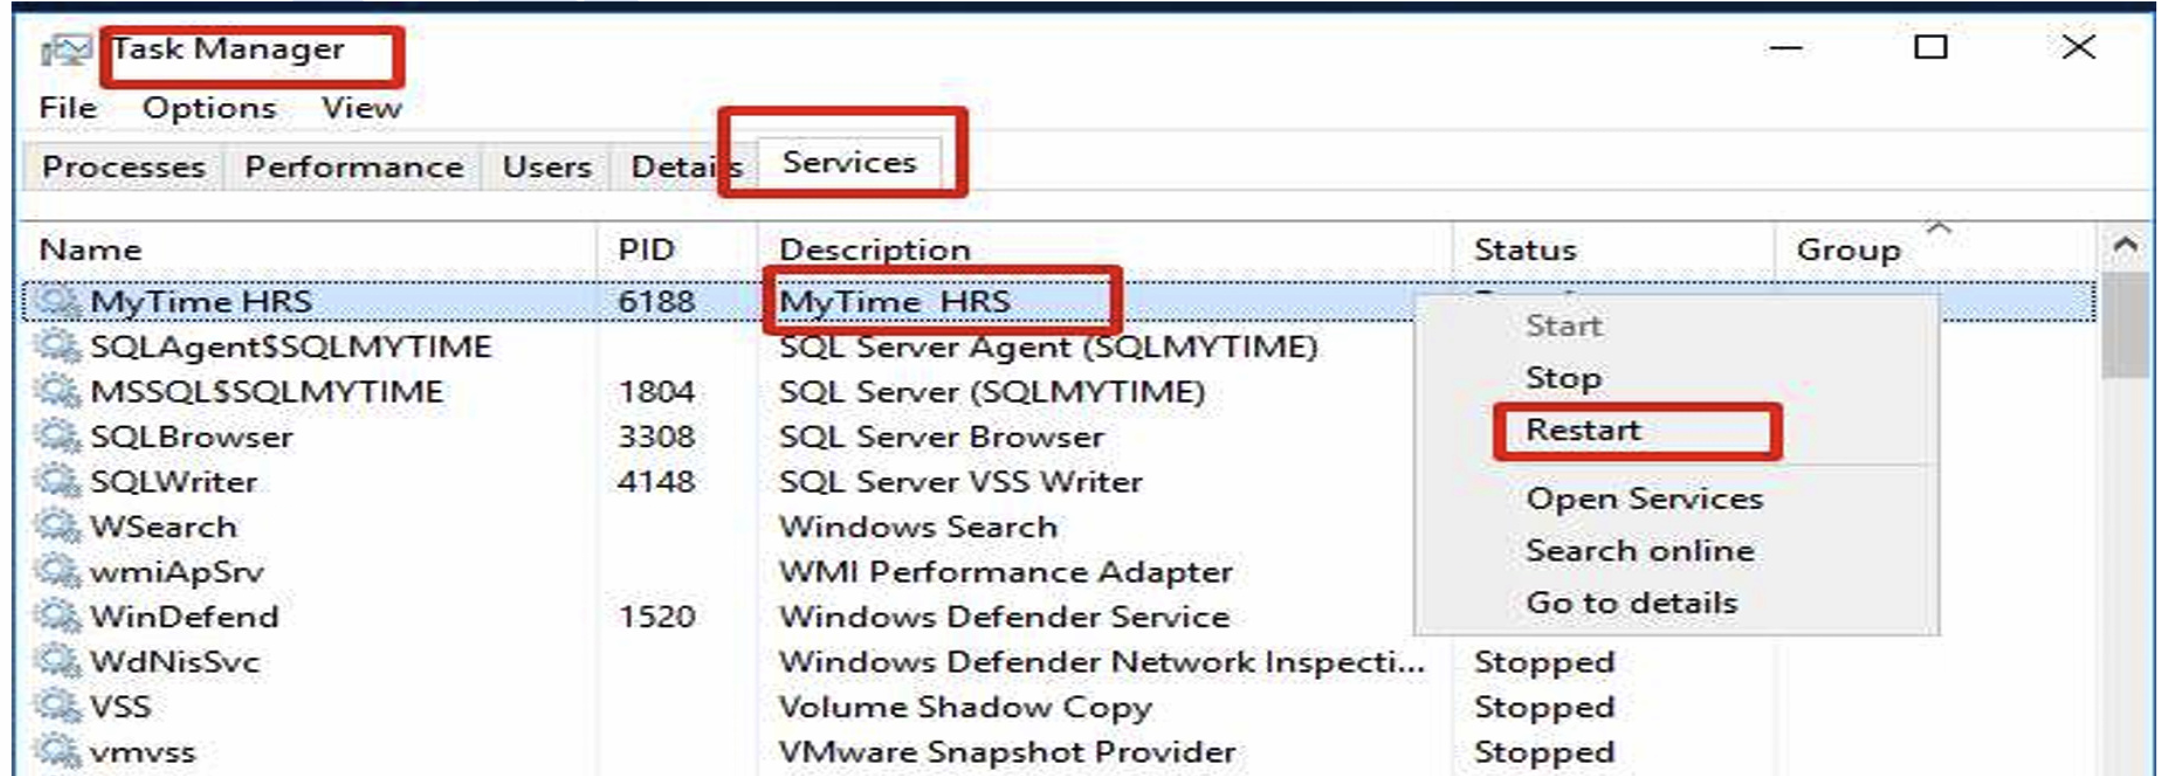 Task Manager
File Options View
Processes Performance Users Details Services
Name PID Description Status Group
MyTime HRS 6188 MyTime HRS
SQLAgent$SQLMYTIME SQL Server Agent (SQLMYTIME)
MSSQL$SQLMYTIME 1804 SQL Server (SQLMYTIME)
SQLBrowser 3308 SQL Server Browser
SQLWriter 4148 SQL Server VSS Writer
WSearch Windows Search
wmiApSrv WMI Performance Adapter
WinDefend 1520 Windows Defender Service
WdNisSvc Windows Defender Network Inspecti... Stopped
VSS Volume Shadow Copy Stopped
vmvss VMware Snapshot Provider Stopped
Start
Stop
Restart
Open Services
Search online
Go to details